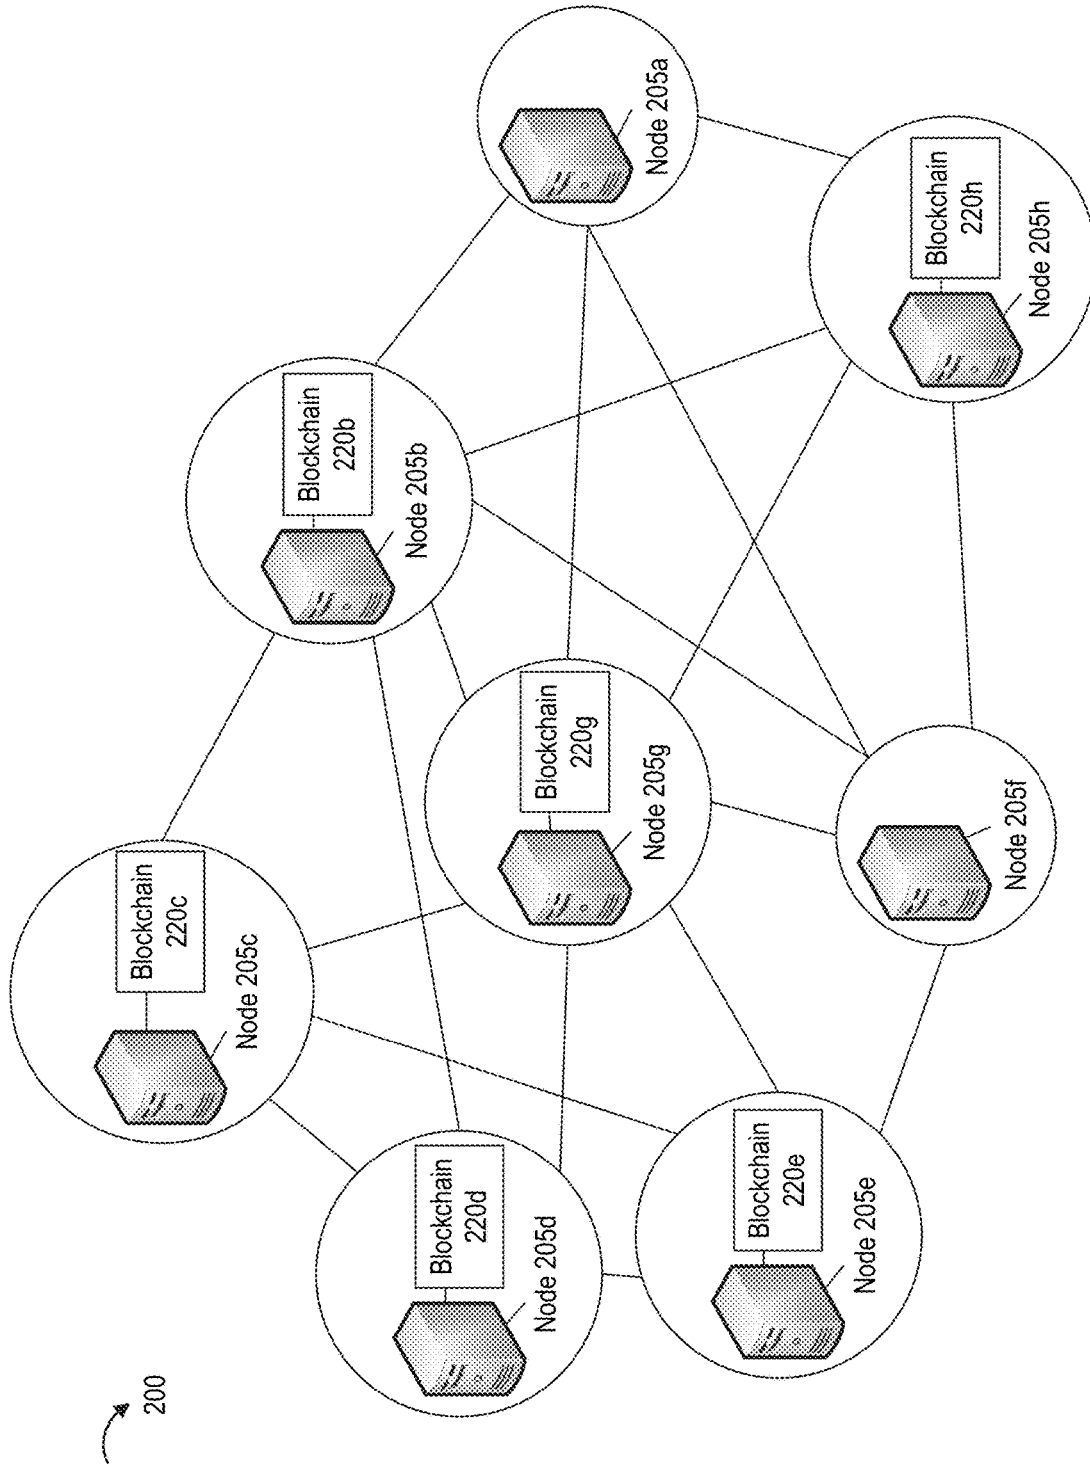 200
Blockchain
220c
Node 205c
Blockchain
220b
Node 205b
Node 205a
Blockchain
220d
Node 205d
Blockchain
220g
Node 205g
Blockchain
220h
Node 205h
Blockchain
220e
Node 205e
Node 205f